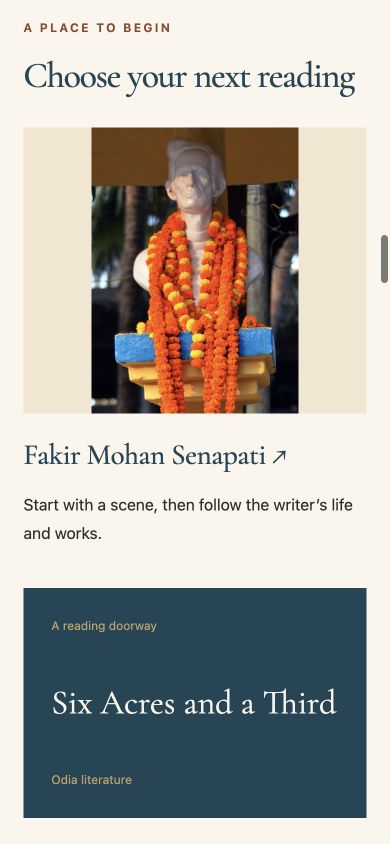 A PLACE TO BEGIN
Choose your next reading
Fakir Mohan Senapati ↗
Start with a scene, then follow the writer’s life
and works.
A reading doorway
Six Acres and a Third
Odia literature